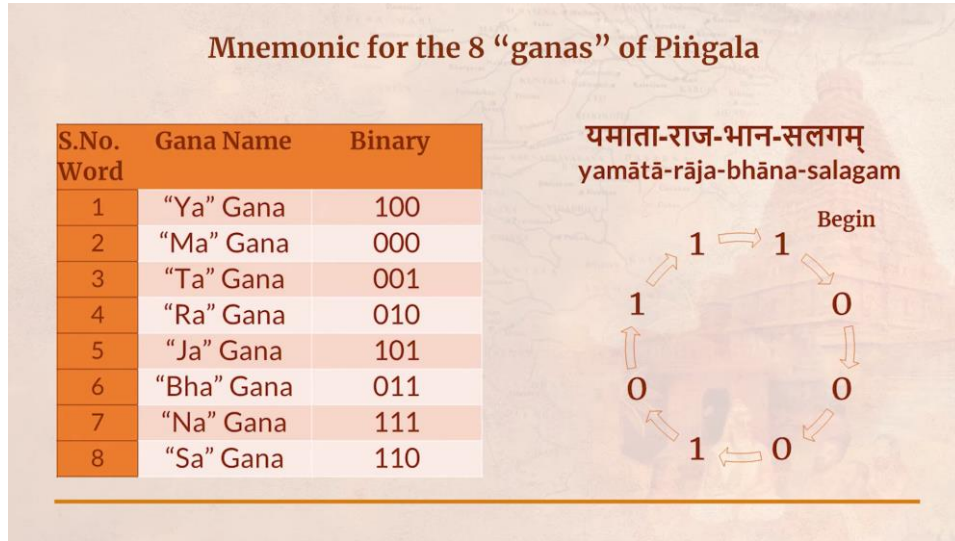 Mnemonic for the 8 “ganas” of Piṅgala
S.No. Word Gana Name Binary
1 “Ya” Gana 100
2 “Ma” Gana 000
3 “Ta” Gana 001
4 “Ra” Gana 010
5 “Ja” Gana 101
6 “Bha” Gana 011
7 “Na” Gana 111
8 “Sa” Gana 110
यमाता-राज-भान-सलगम्
yamātā-rāja-bhāna-salagam
Begin
1 1
1 0
0 0
1 0